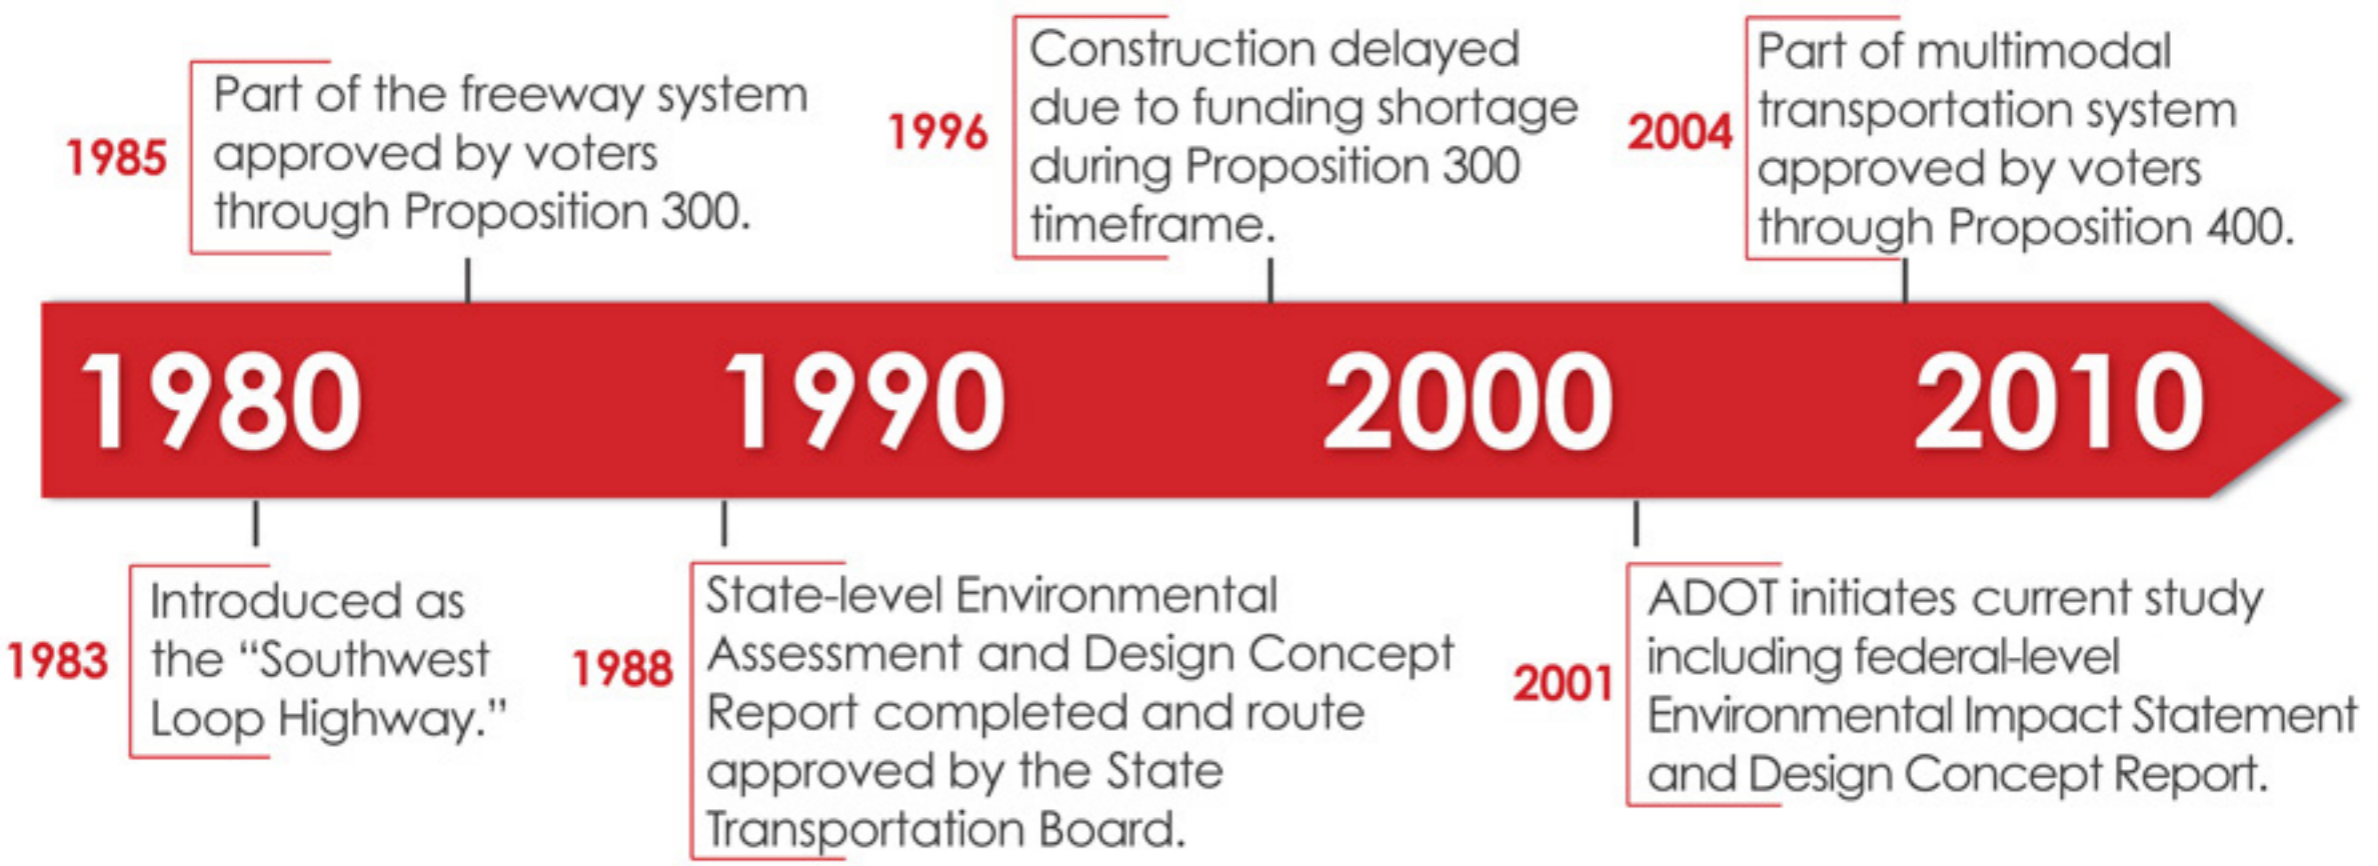 1985
Part of the freeway system
approved by voters
through Proposition 300.
1996
Construction delayed
due to funding shortage
during Proposition 300
timeframe.
2004
Part of multimodal
transportation system
approved by voters
through Proposition 400.
1980
1990
2000
2010
1983
Introduced as
the “Southwest
Loop Highway.”
1988
State-level Environmental
Assessment and Design Concept
Report completed and route
approved by the State
Transportation Board.
2001
ADOT initiates current study
including federal-level
Environmental Impact Statement
and Design Concept Report.